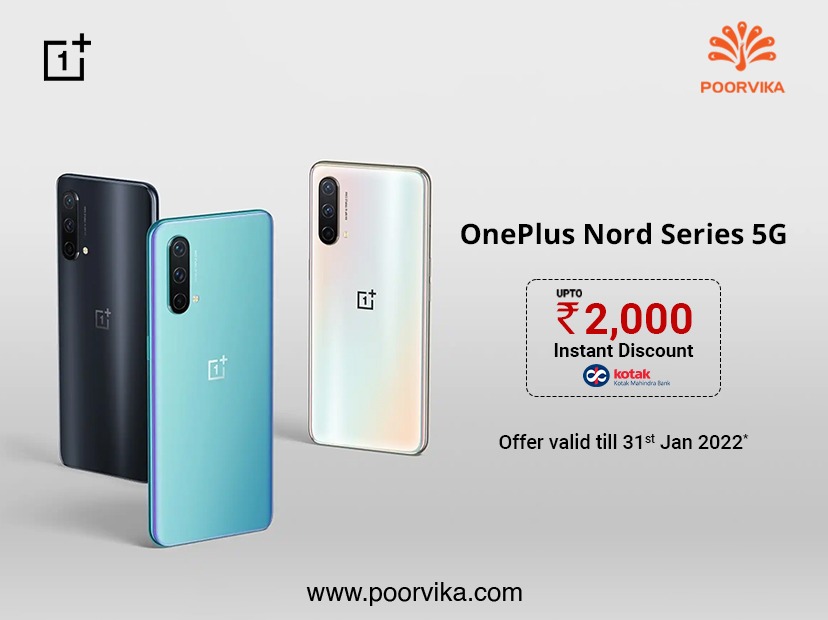 POORVIKA
OnePlus Nord Series 5G
UPTO
₹2,000
Instant Discount
kotak
Kotak Mahindra Bank
Offer valid till 31st Jan 2022*
www.poorvika.com